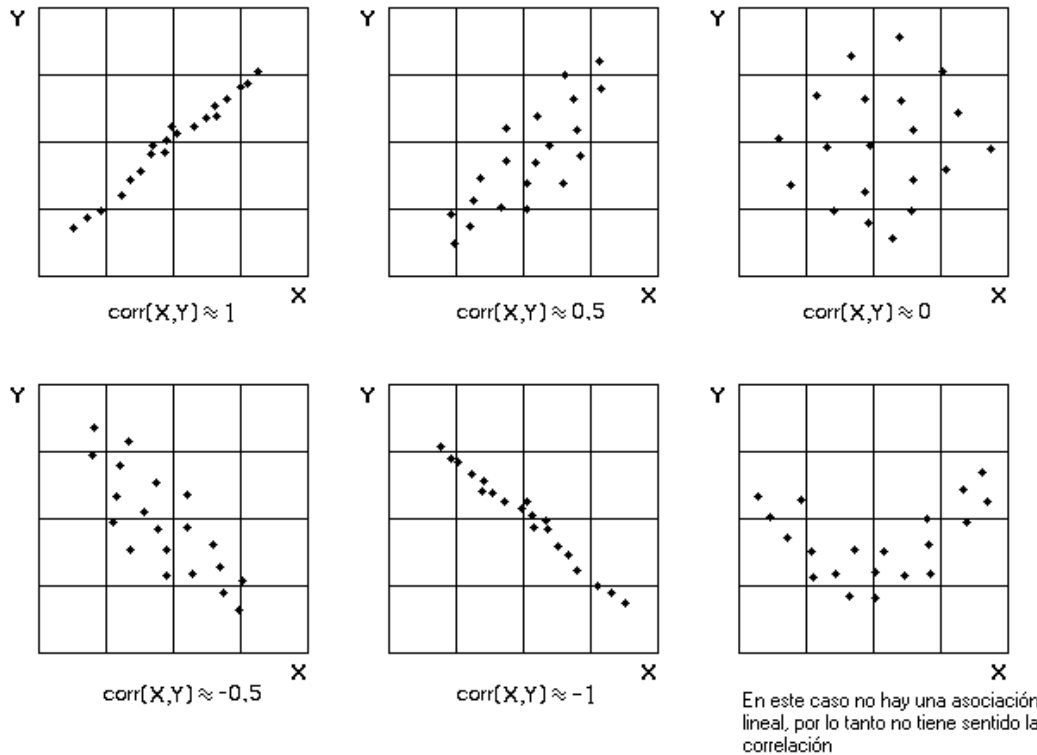 Y
Y
Y
X
X
X
corr(X,Y) ≈ 1
corr(X,Y) ≈ 0,5
corr(X,Y) ≈ 0
Y
Y
Y
X
X
X
corr(X,Y) ≈ -0,5
corr(X,Y) ≈ -1
En este caso no hay una asociación
lineal, por lo tanto no tiene sentido la
correlación